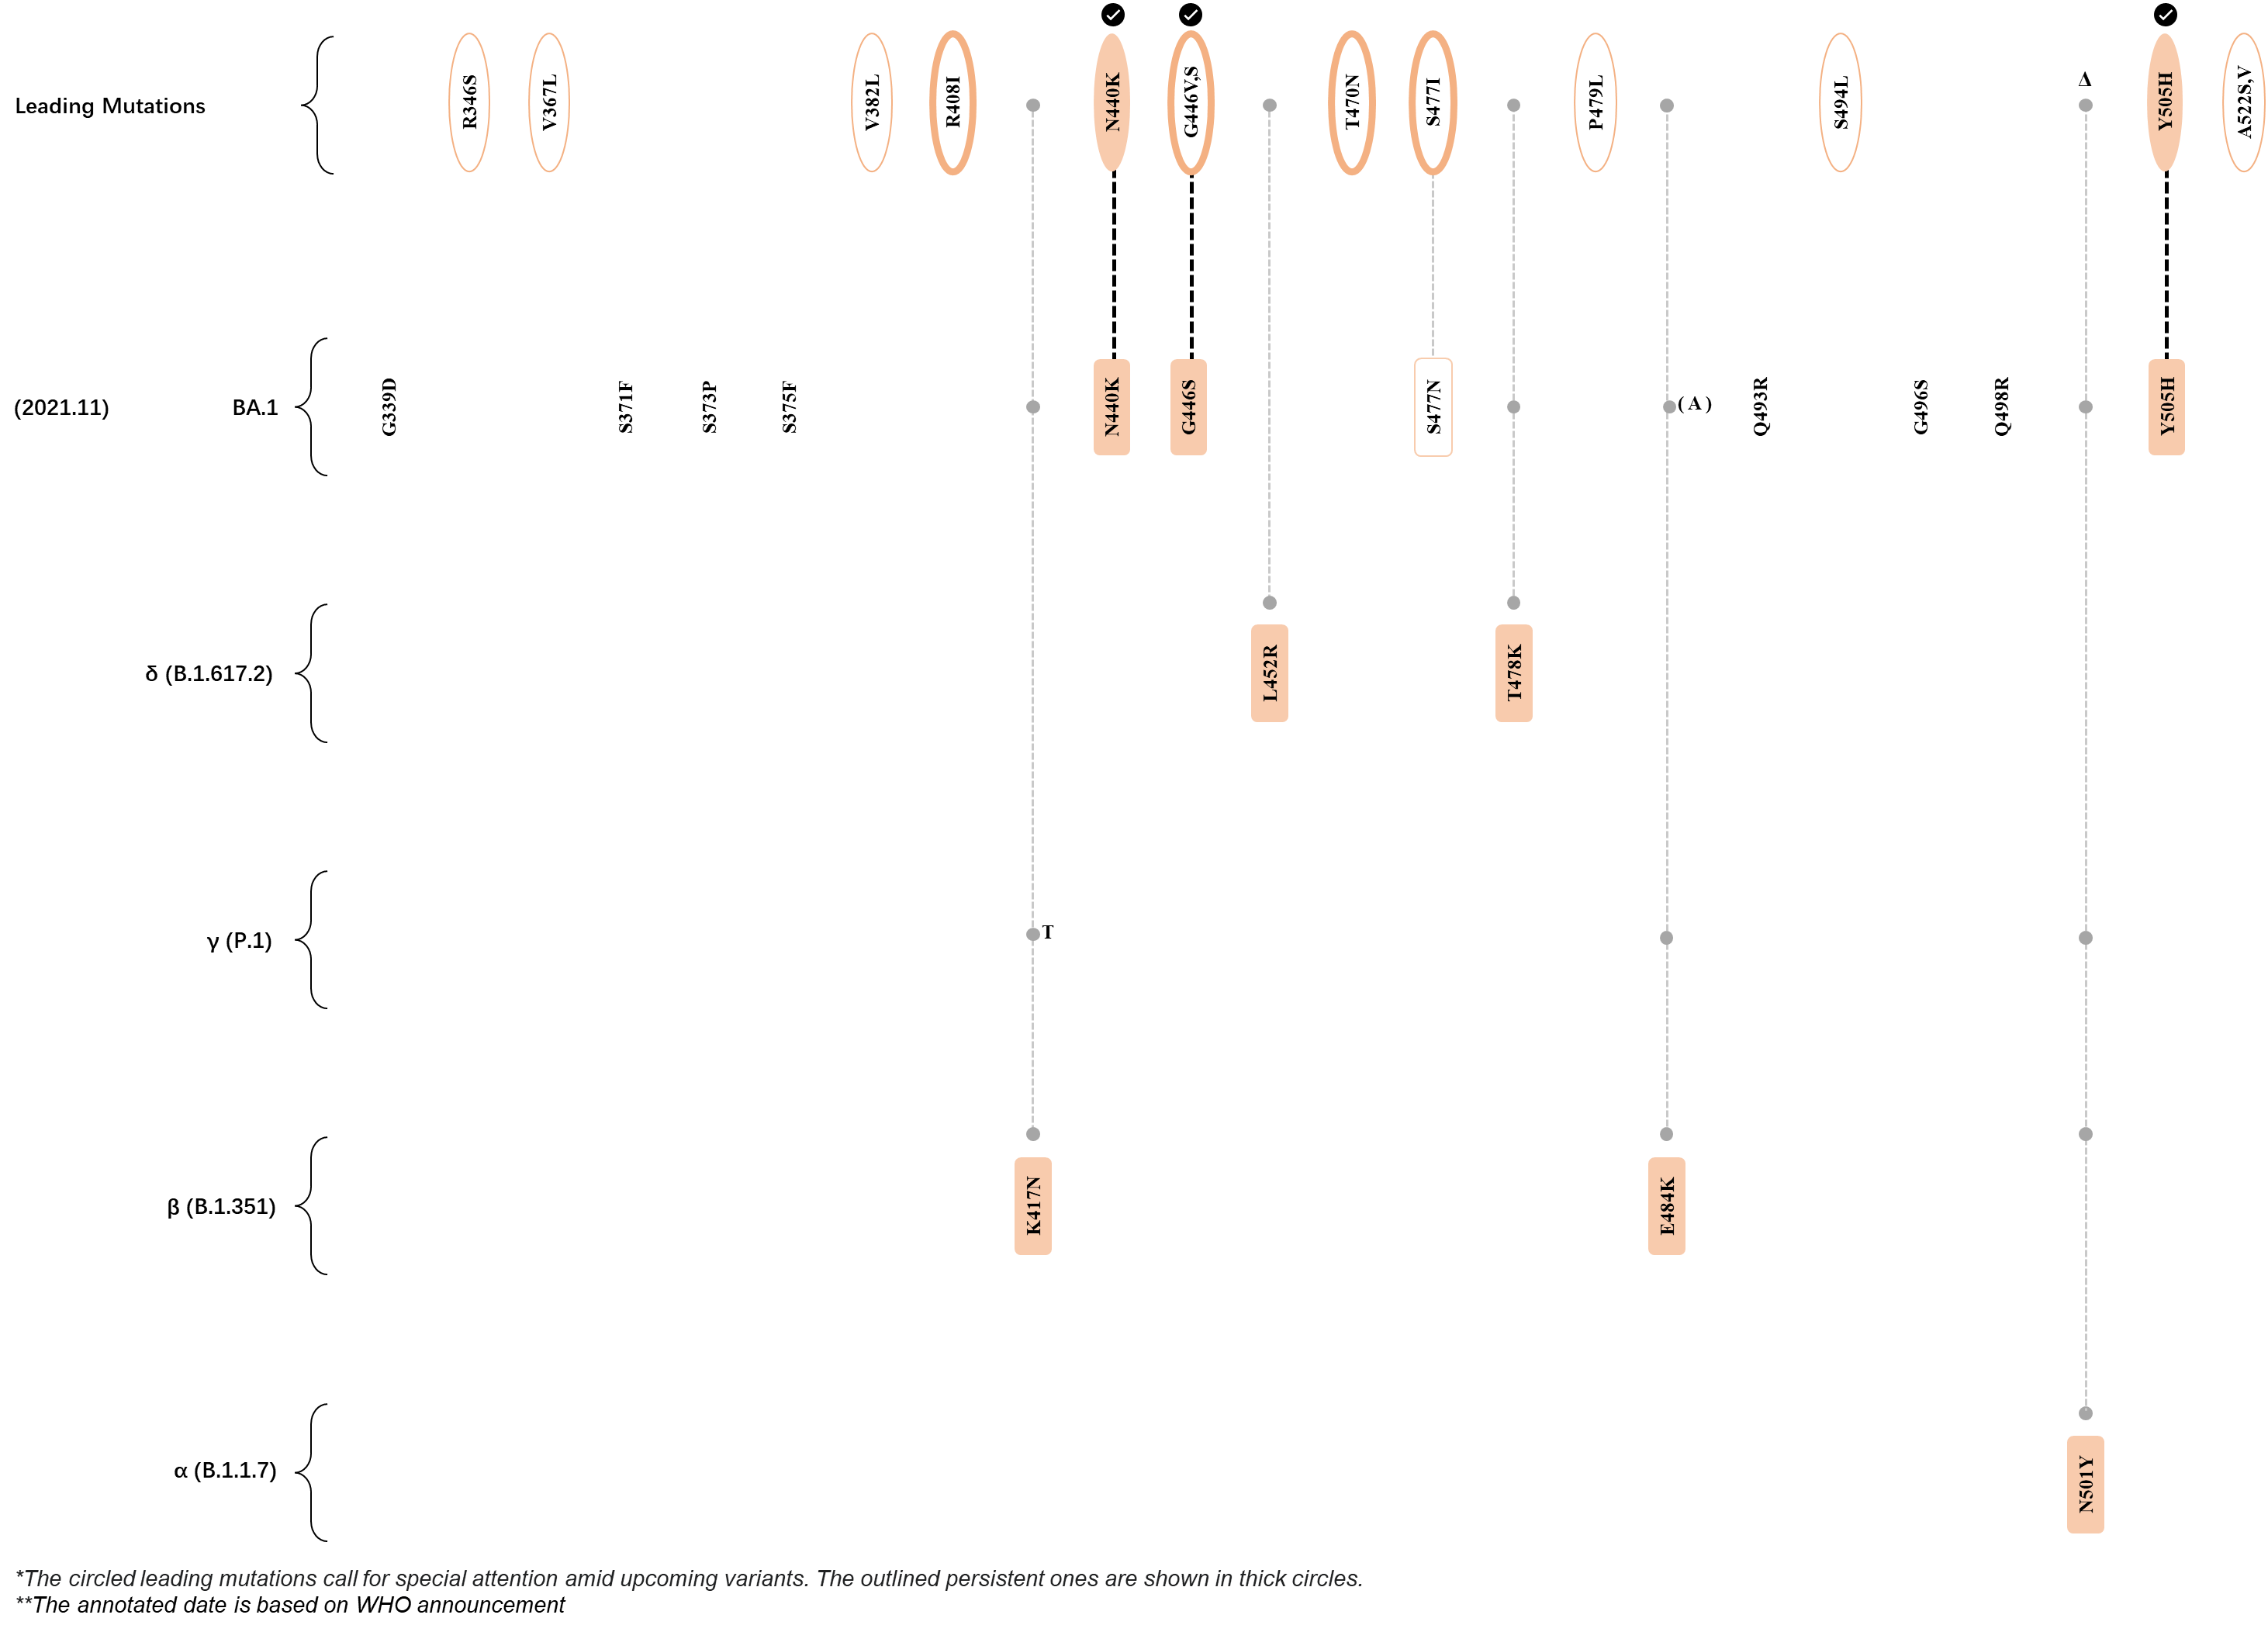 Leading Mutations
R346S
V367L
V382L
R408I
N440K
G446V,S
T470N
S477I
P479L
S494L
Δ
Y505H
A522S,V
(2021.11)
BA.1
G339D
S371F
S373P
S375F
N440K
G446S
S477N
( A )
Q493R
G496S
Q498R
Y505H
δ (B.1.617.2)
L452R
T478K
γ (P.1)
T
β (B.1.351)
K417N
E484K
α (B.1.1.7)
N501Y
*The circled leading mutations call for special attention amid upcoming variants. The outlined persistent ones are shown in thick circles.
**The annotated date is based on WHO announcement